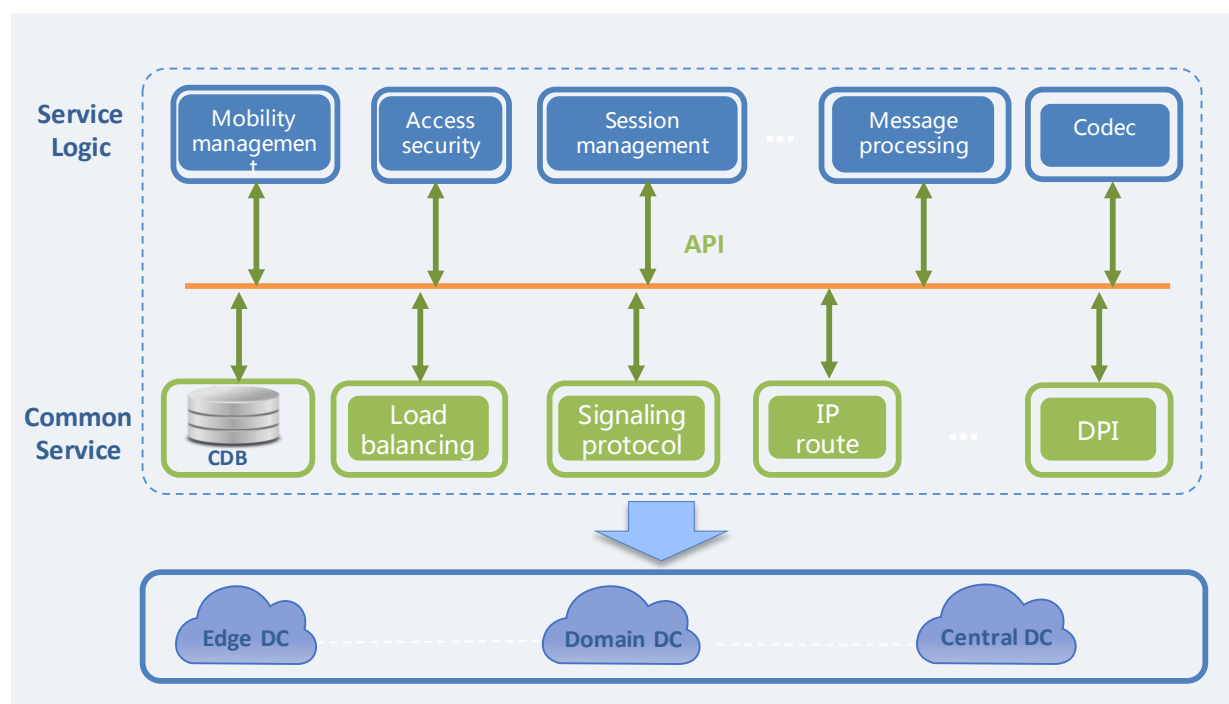 Service
Logic
Mobility
managemen
t
Access
security
Session
management
...
Message
processing
Codec
API
Common
Service
CDB
Load
balancing
Signaling
protocol
IP
route
...
DPI
Edge DC
Domain DC
Central DC